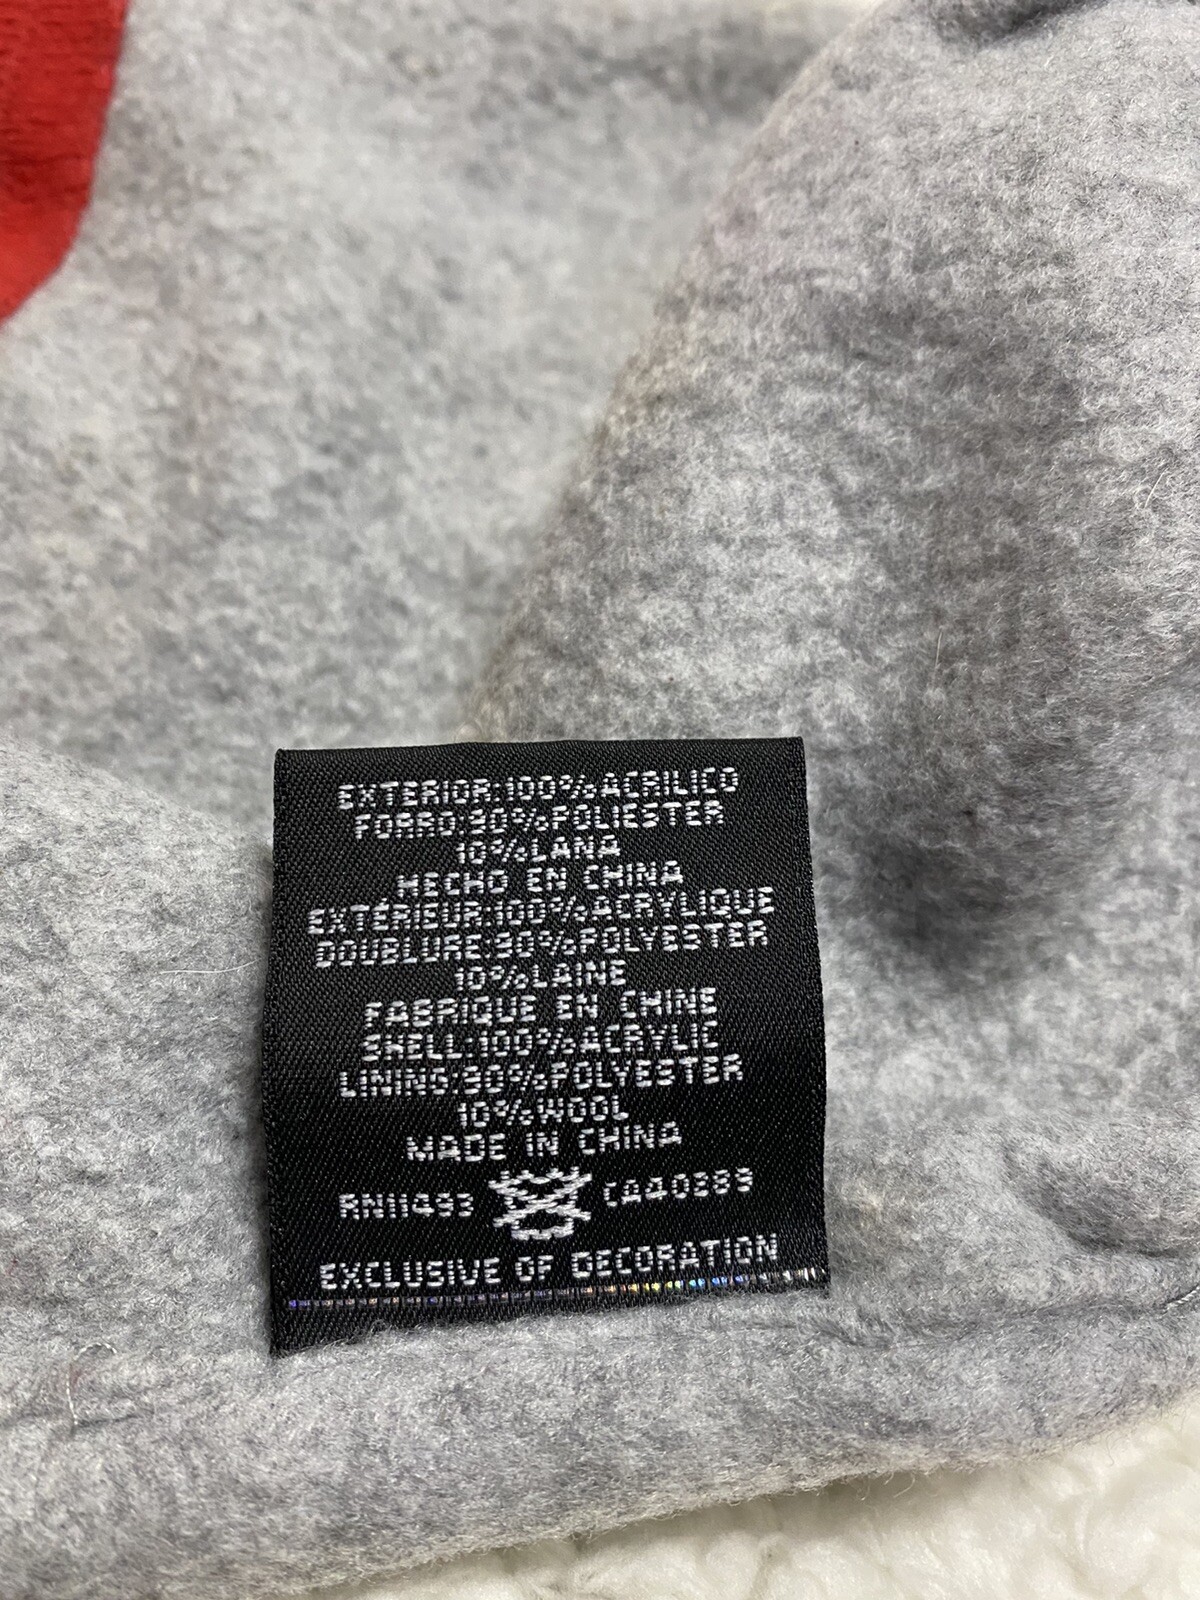 EXTERIOR:100%ACRILICO
FORRO:90%POLIESTER
10%LANA
HECHO EN CHINA
EXTÉRIEUR:100%ACRYLIQUE
DOUBLURE:90%POLYESTER
10%LAINE
FABRIQUE EN CHINE
SHELL:100%ACRYLIC
LINING:90%POLYESTER
10%WOOL
MADE IN CHINA
RN11493 CA40289
EXCLUSIVE OF DECORATION